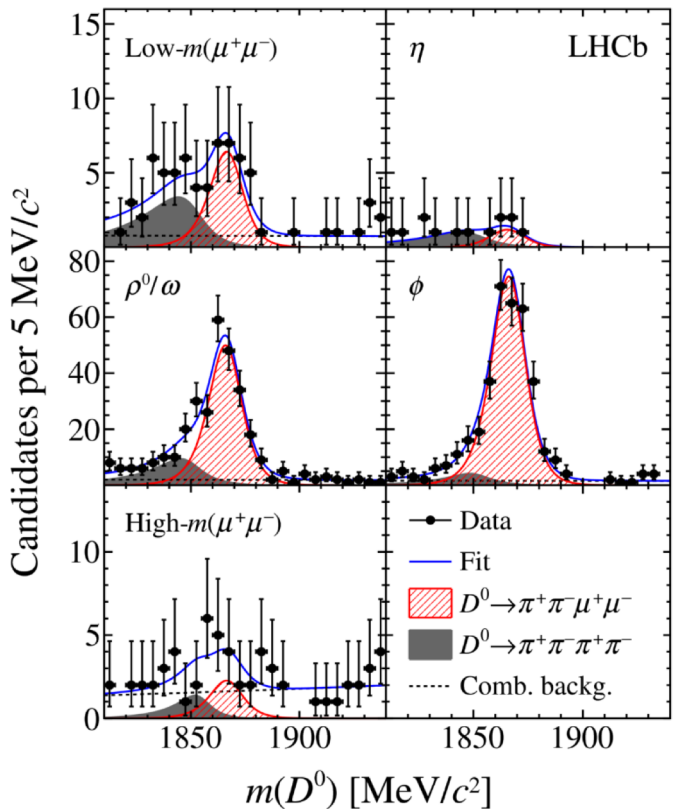 Candidates per 5 MeV/c²
15
10
5
Low-m(μ⁺μ⁻)
η
LHCb
80
60
40
20
ρ⁰/ω
ϕ
10
5
0
High-m(μ⁺μ⁻)
Data
Fit
D⁰→π⁺π⁻μ⁺μ⁻
D⁰→π⁺π⁻π⁺π⁻
Comb. backg.
1850 1900 1850 1900
m(D⁰) [MeV/c²]